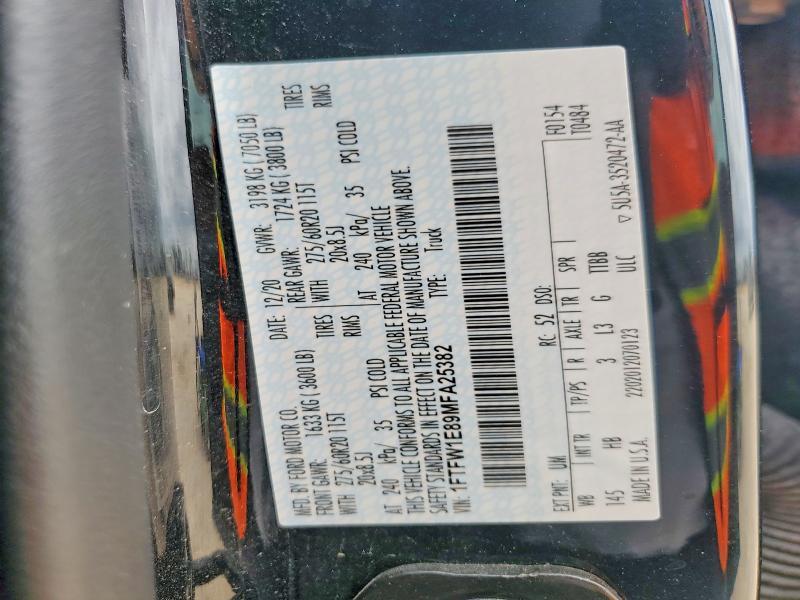 MFD. BY FORD MOTOR CO.
DATE: 12/20 GVWR: 3198 KG ( 7050 LB)
FRONT GAWR: 1633 KG ( 3600 LB) REAR GAWR: 1724 KG ( 3800 LB)
WITH 275/60R20 115T TIRES WITH 275/60R20 115T TIRES
20x8.5J RIMS 20x8.5J RIMS
AT 240 kPa/ 35 PSI COLD AT 240 kPa/ 35 PSI COLD
THIS VEHICLE CONFORMS TO ALL APPLICABLE FEDERAL MOTOR VEHICLE
SAFETY STANDARDS IN EFFECT ON THE DATE OF MANUFACTURE SHOWN ABOVE.
VIN: 1FTFW1E89MFA25382 TYPE: Truck
F0154
T0484
EXT PNT: UM RC: 52 DSO:
WB INTR TP/PS R AXLE TR SPR
145 HB 3 L3 G TTBB
MADE IN U.S.A. 2202012070123 ULC ▽ 5U5A-3520472-AA